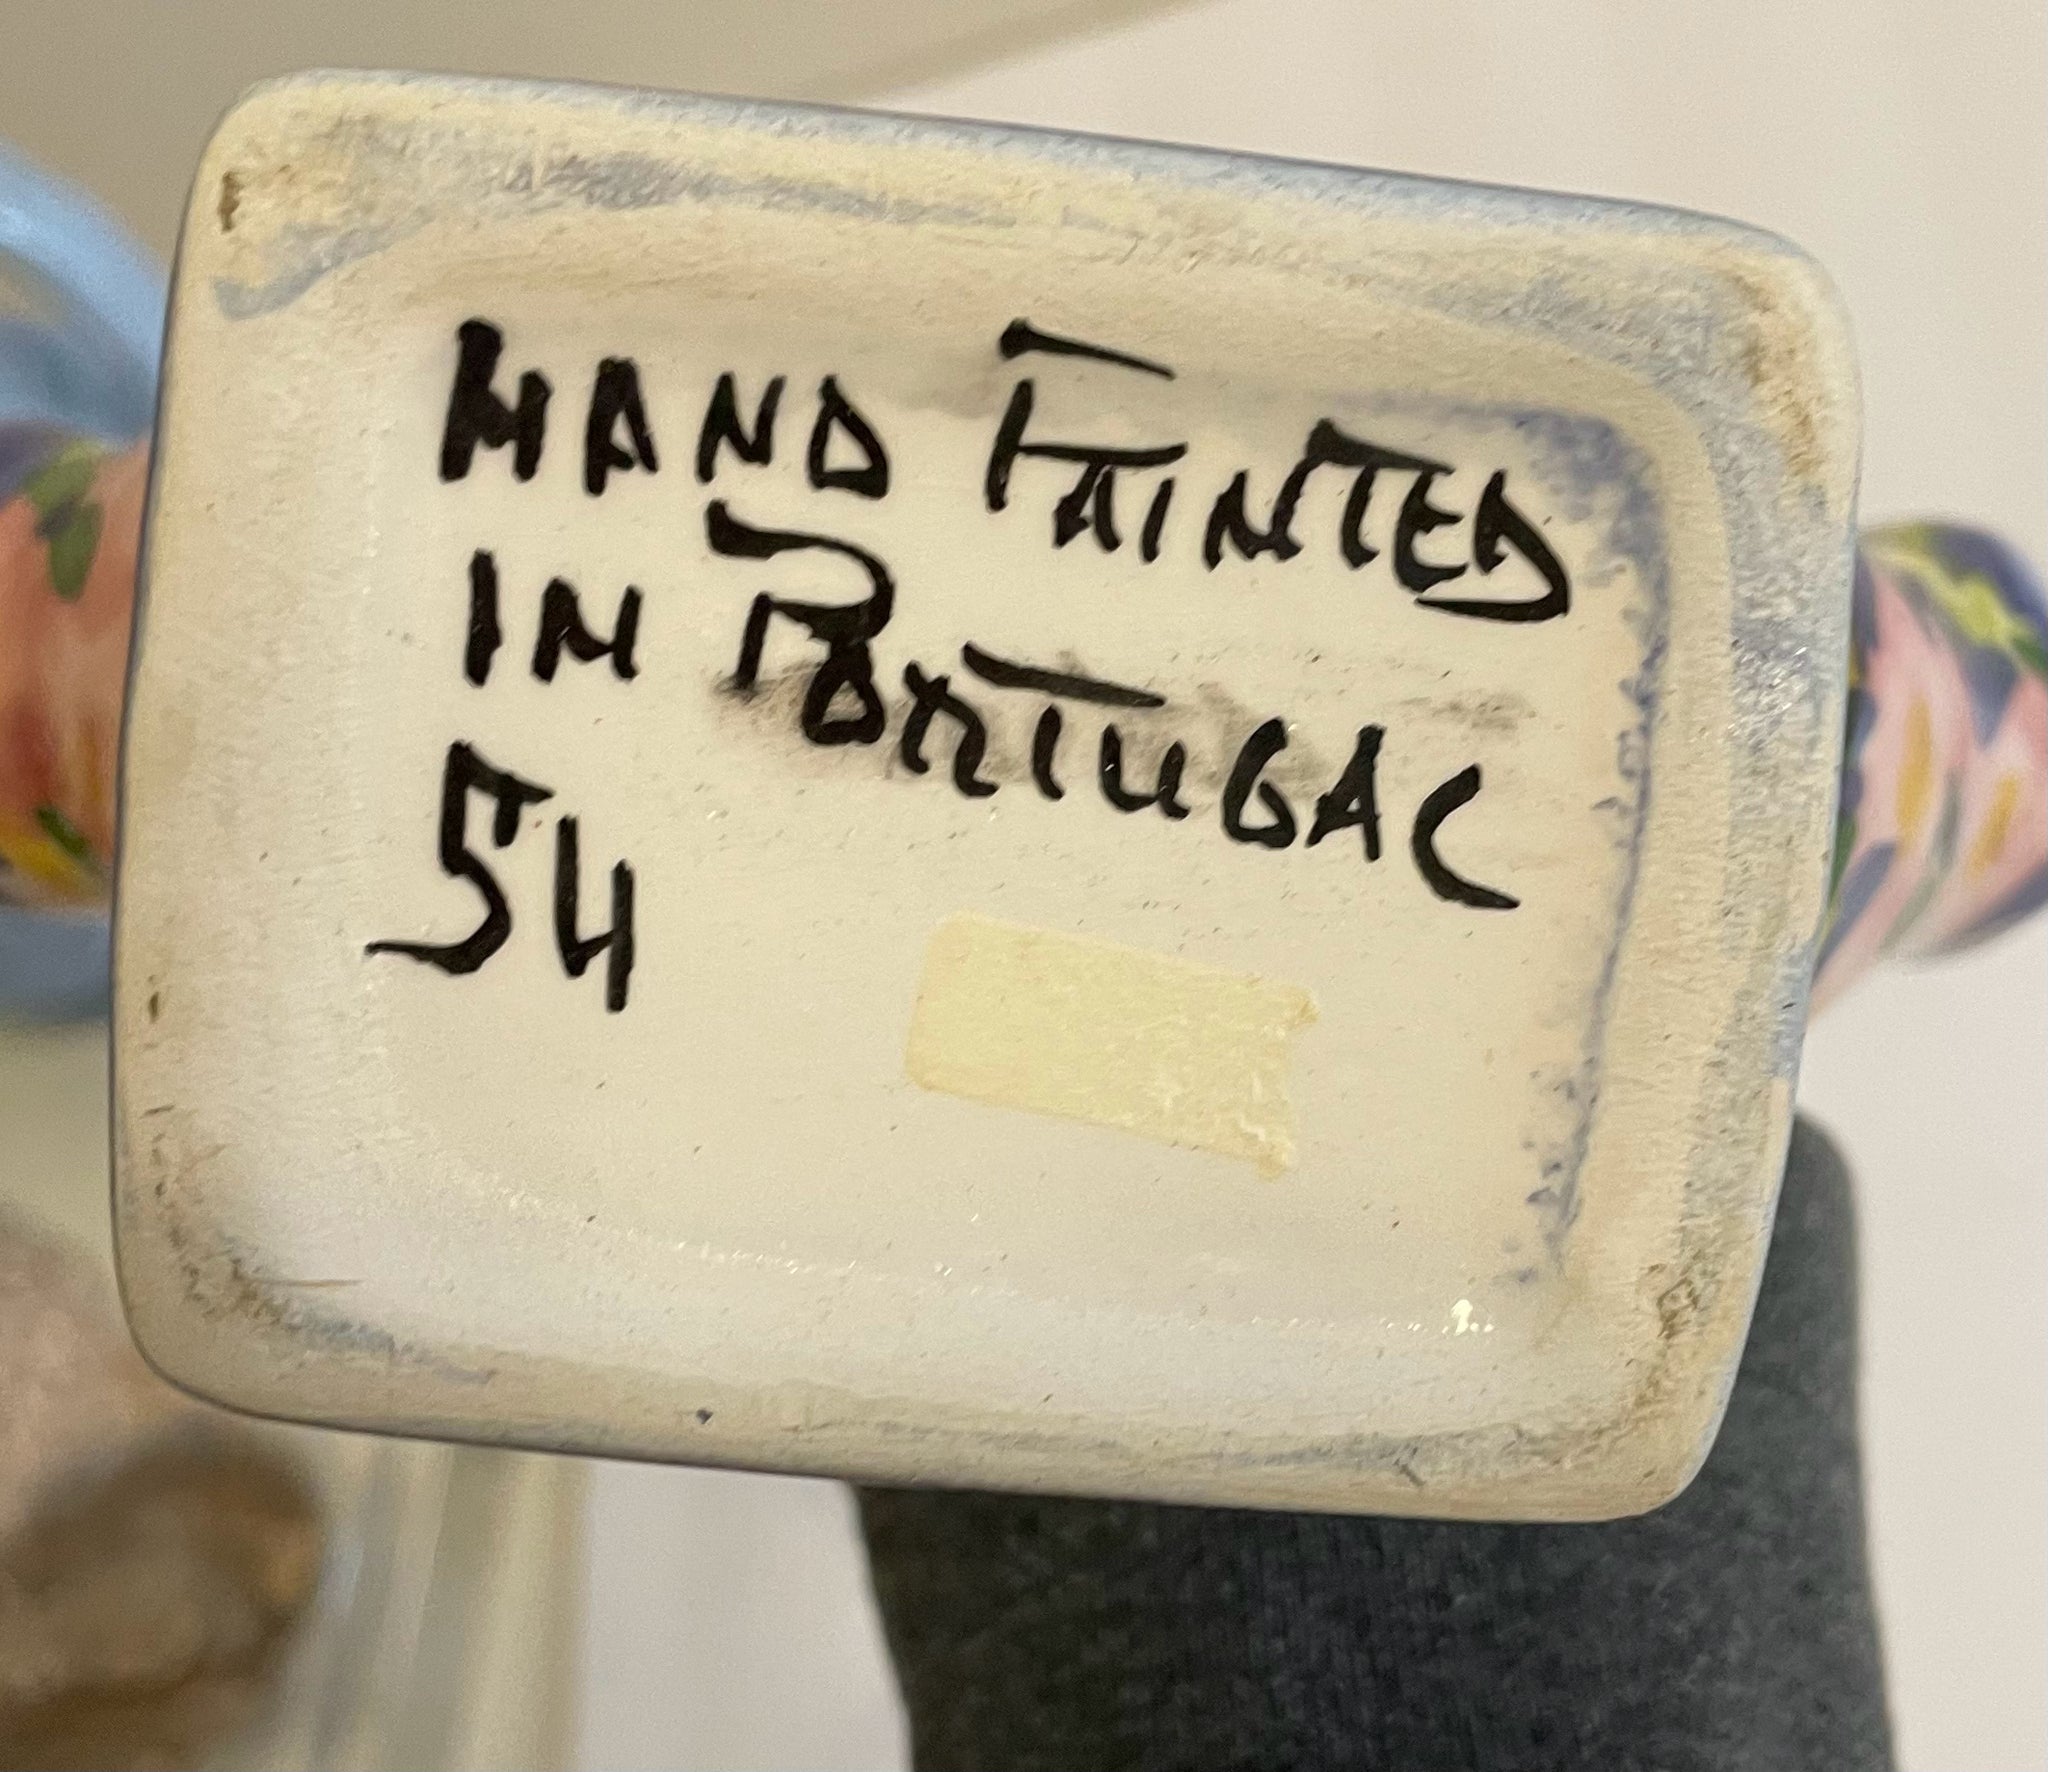 HAND PAINTED
IN PORTUGAL
54